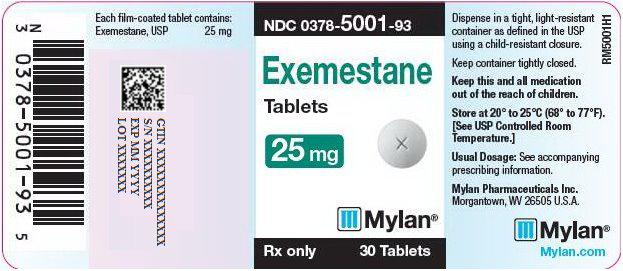 Each film-coated tablet contains:
Exemestane, USP 25 mg
3 0378-5001-93 5
N
GTN XXXXXXXXXXXXXX
S/N XXXXXXXXX
EXP MM YYYY
LOT XXXXXX
NDC 0378-5001-93
Exemestane
Tablets
25 mg
Mylan®
Rx only 30 Tablets
Dispense in a tight, light-resistant
container as defined in the USP
using a child-resistant closure.
Keep container tightly closed.
Keep this and all medication
out of the reach of children.
Store at 20° to 25°C (68° to 77°F).
[See USP Controlled Room
Temperature.]
Usual Dosage: See accompanying
prescribing information.
Mylan Pharmaceuticals Inc.
Morgantown, WV 26505 U.S.A.
Mylan®
Mylan.com
RM5001H1